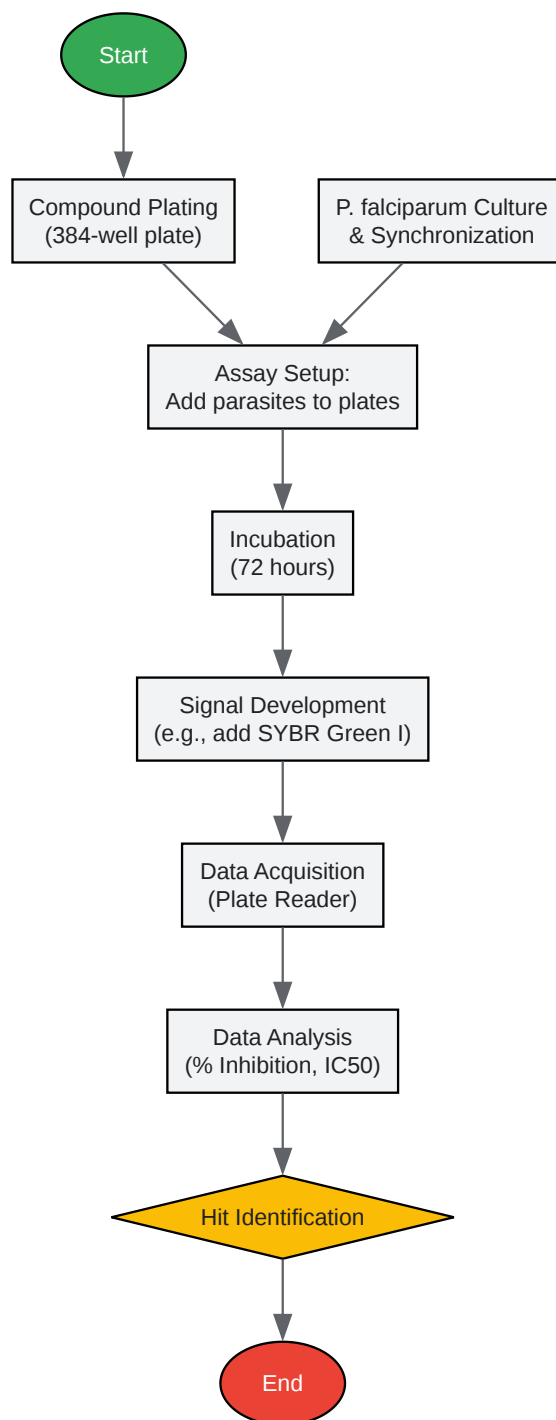 Start
Compound Plating
(384-well plate)
P. falciparum Culture
& Synchronization
Assay Setup:
Add parasites to plates
Incubation
(72 hours)
Signal Development
(e.g., add SYBR Green I)
Data Acquisition
(Plate Reader)
Data Analysis
(% Inhibition, IC50)
Hit Identification
End